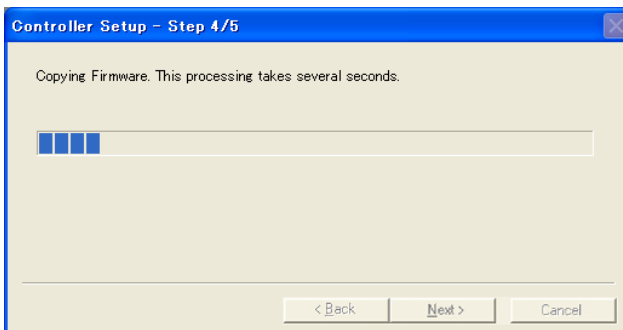 Controller Setup - Step 4/5
Copying Firmware. This processing takes several seconds.
< Back
Next >
Cancel